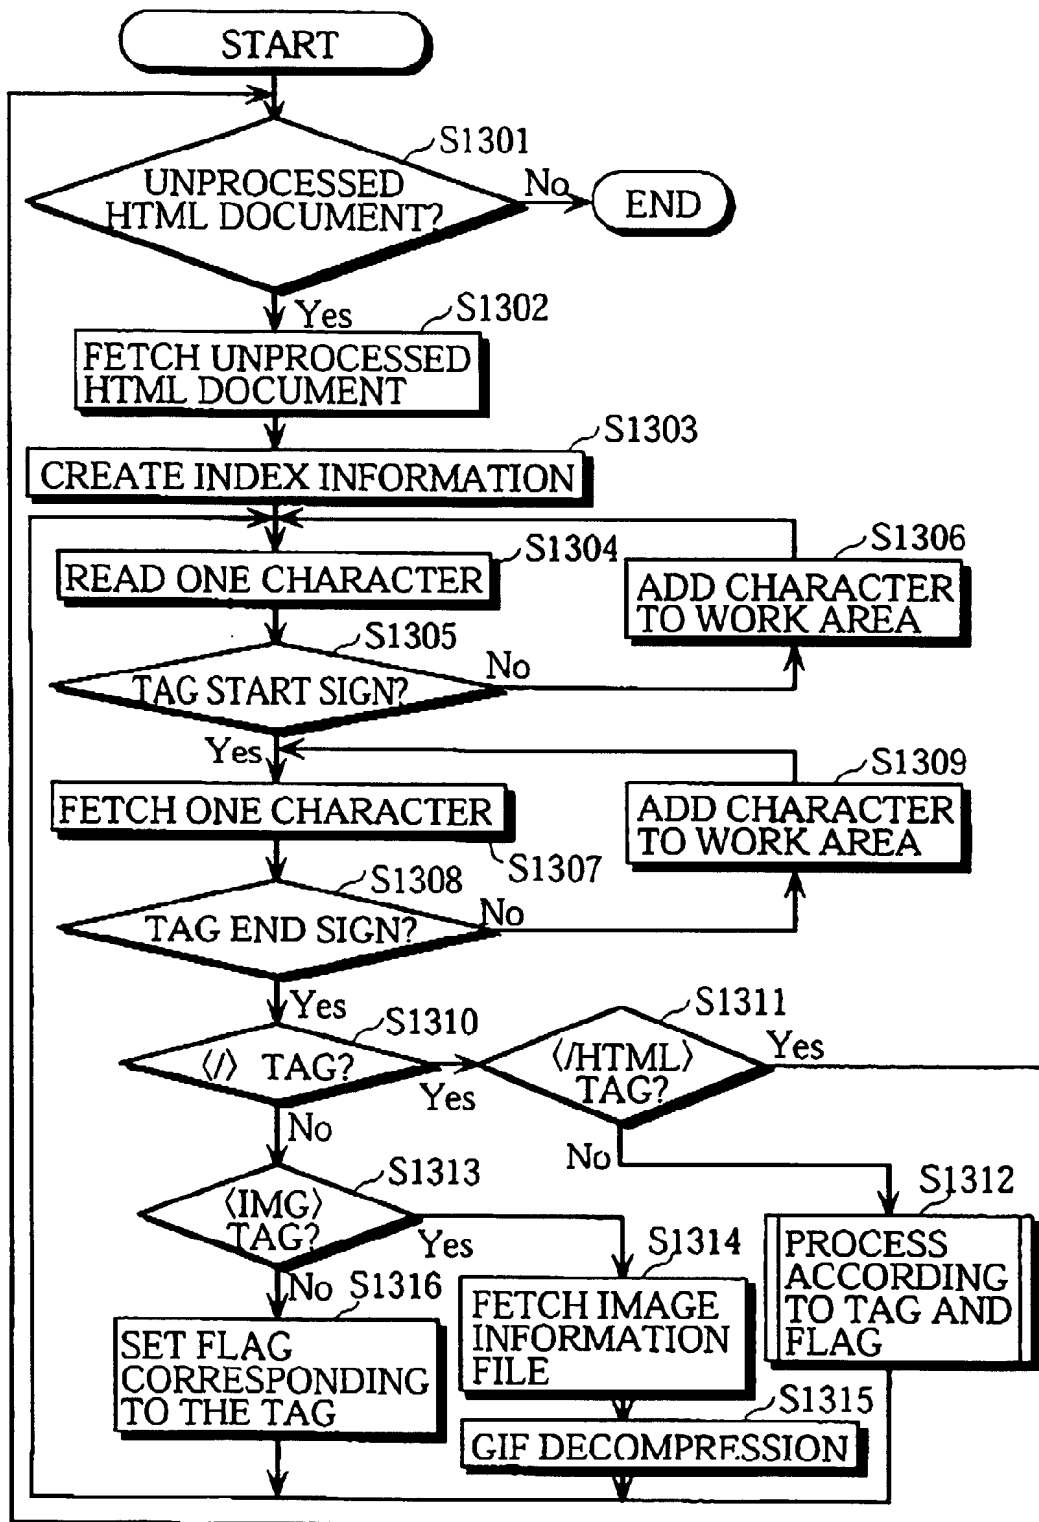 START
S1301
UNPROCESSED
HTML DOCUMENT?
No
END
Yes
S1302
FETCH UNPROCESSED
HTML DOCUMENT
S1303
CREATE INDEX INFORMATION
S1304
READ ONE CHARACTER
S1306
ADD CHARACTER
TO WORK AREA
S1305
TAG START SIGN?
No
Yes
FETCH ONE CHARACTER
S1307
S1309
ADD CHARACTER
TO WORK AREA
S1308
TAG END SIGN?
No
Yes
S1310
〈/〉 TAG?
Yes
No
S1311
〈/HTML〉
TAG?
Yes
No
S1312
PROCESS
ACCORDING
TO TAG AND
FLAG
S1313
〈IMG〉
TAG?
Yes
No
S1314
FETCH IMAGE
INFORMATION
FILE
S1315
GIF DECOMPRESSION
S1316
SET FLAG
CORRESPONDING
TO THE TAG